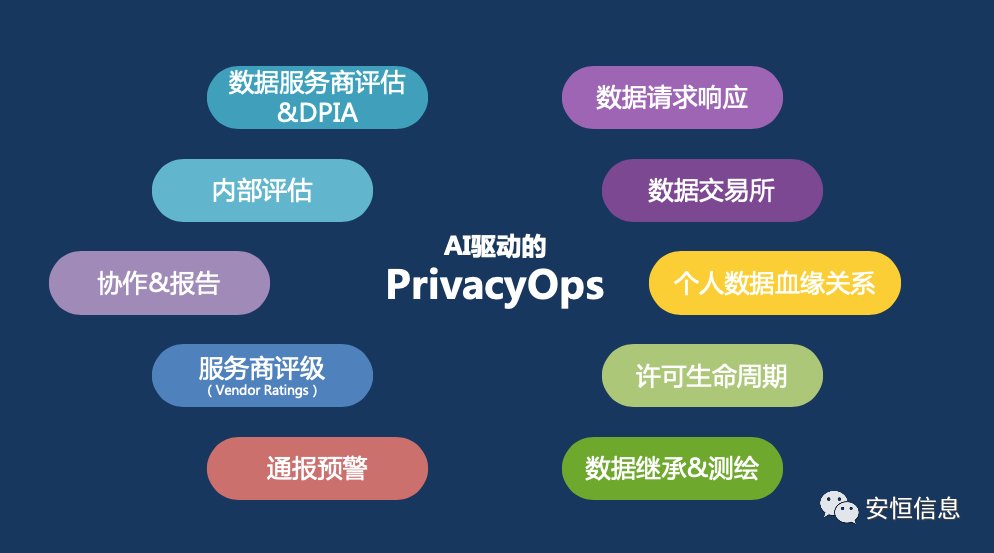 数据服务商评估
&DPIA
数据请求响应
内部评估
数据交易所
AI驱动的
PrivacyOps
协作&报告
个人数据血缘关系
服务商评级
(Vendor Ratings)
许可生命周期
通报预警
数据继承&测绘
安恒信息